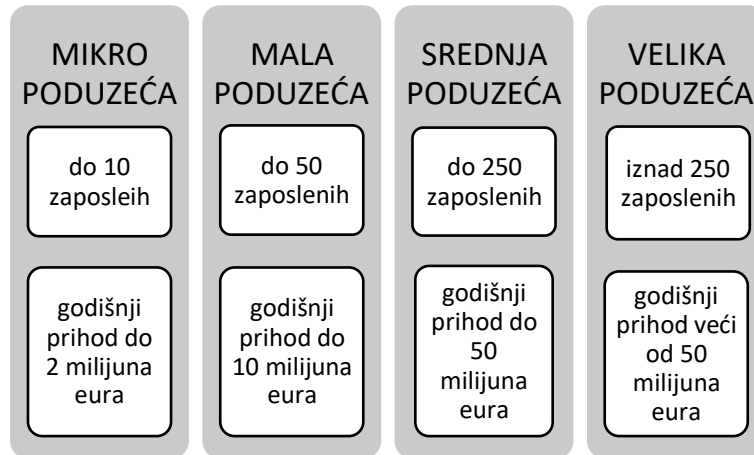 MIKRO
PODUZEĆA
do 10
zaposleih
godišnji
prihod do
2 milijuna
eura
MALA
PODUZEĆA
do 50
zaposlenih
godišnji
prihod do
10 milijuna
eura
SREDNJA
PODUZEĆA
do 250
zaposlenih
godišnji
prihod do
50
milijuna
eura
VELIKA
PODUZEĆA
iznad 250
zaposlenih
godišnji
prihod veći
od 50
milijuna
eura